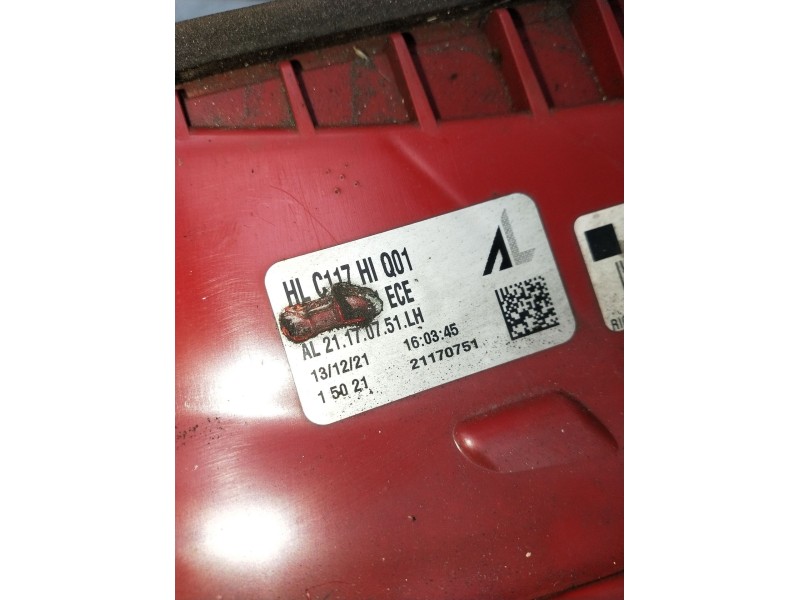 AL
HL C117 HI Q01
ECE
AL 21.17.07.51.LH
13/12/21 16:03:45
1 50 21 21170751